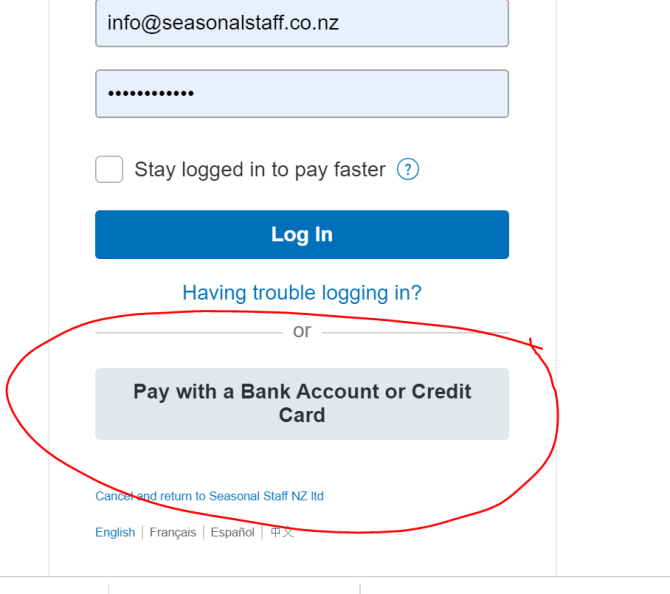 info@seasonalstaff.co.nz
••••••••••••
Stay logged in to pay faster ?
Log In
Having trouble logging in?
or
Pay with a Bank Account or Credit
Card
Cancel and return to Seasonal Staff NZ ltd
English | Français | Español | 中文